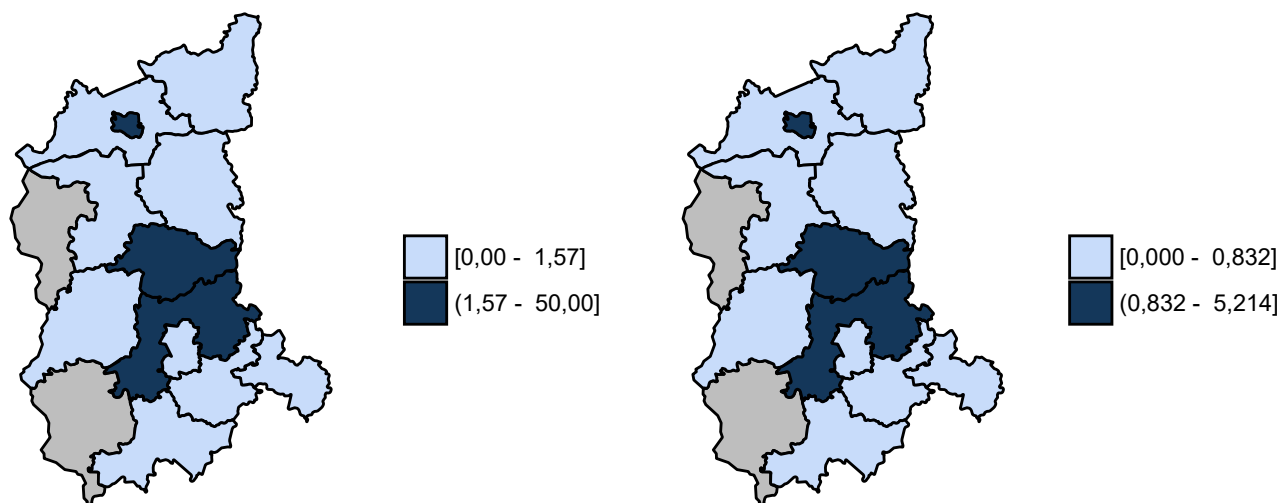 [0,00 - 1,57]
(1,57 - 50,00]
[0,000 - 0,832]
(0,832 - 5,214]